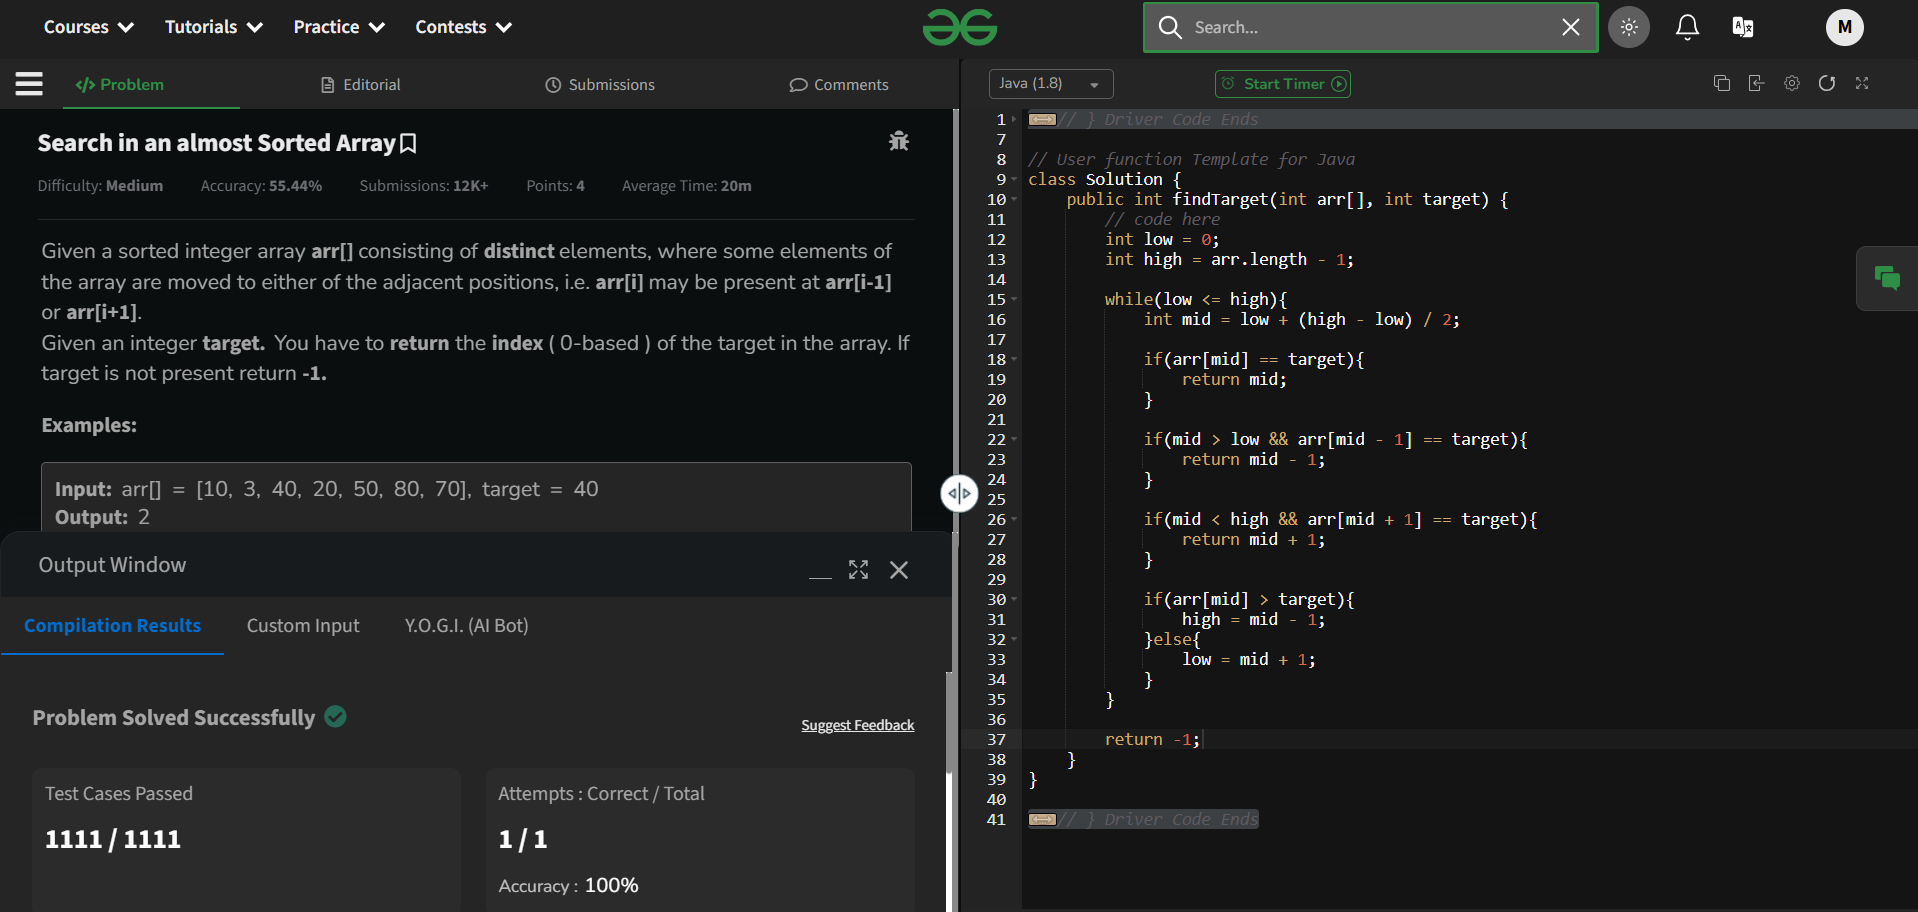 Courses Tutorials Practice Contests Search... M
Problem Editorial Submissions Comments
Search in an almost Sorted Array
Difficulty: Medium Accuracy: 55.44% Submissions: 12K+ Points: 4 Average Time: 20m
Given a sorted integer array arr[] consisting of distinct elements, where some elements of
the array are moved to either of the adjacent positions, i.e. arr[i] may be present at arr[i-1]
or arr[i+1].
Given an integer target. You have to return the index ( 0-based ) of the target in the array. If
target is not present return -1.
Examples:
Input: arr[] = [10, 3, 40, 20, 50, 80, 70], target = 40
Output: 2
Output Window
Compilation Results Custom Input Y.O.G.I. (AI Bot)
Problem Solved Successfully
Suggest Feedback
Test Cases Passed
1111 / 1111
Attempts : Correct / Total
1 / 1
Accuracy : 100%
Java (1.8) Start Timer
1 // } Driver Code Ends
7
8 // User function Template for Java
9 class Solution {
10 public int findTarget(int arr[], int target) {
11 // code here
12 int low = 0;
13 int high = arr.length - 1;
14
15 while(low <= high){
16 int mid = low + (high - low) / 2;
17
18 if(arr[mid] == target){
19 return mid;
20 }
21
22 if(mid > low && arr[mid - 1] == target){
23 return mid - 1;
24 }
25
26 if(mid < high && arr[mid + 1] == target){
27 return mid + 1;
28 }
29
30 if(arr[mid] > target){
31 high = mid - 1;
32 }else{
33 low = mid + 1;
34 }
35 }
36
37 return -1;
38 }
39 }
40
41 // } Driver Code Ends